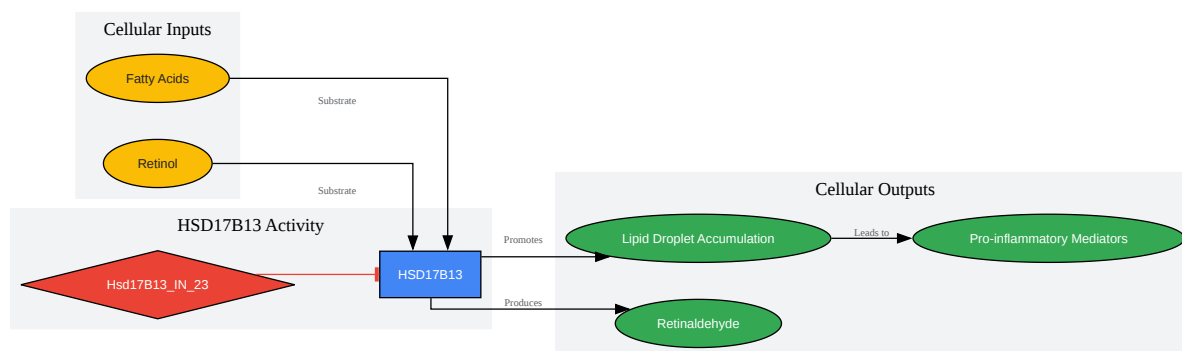 Cellular Inputs
Fatty Acids
Substrate
Retinol
Substrate
Cellular Outputs
HSD17B13 Activity
Promotes
Lipid Droplet Accumulation
Leads to
Pro-inflammatory Mediators
HSD17B13
Hsd17B13_IN_23
Produces
Retinaldehyde